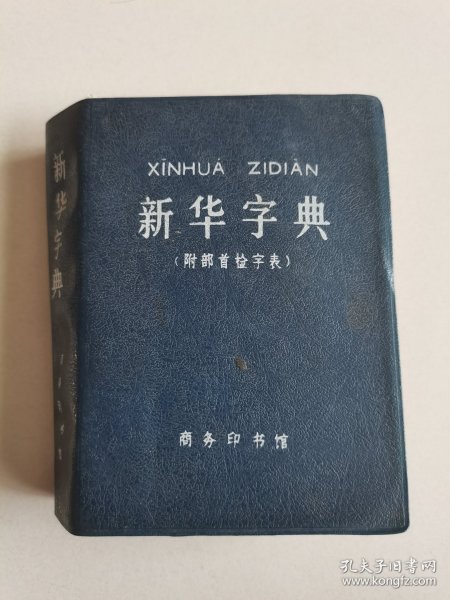 XĪNHUÁ ZÌDIǍN
新华字典
（附部首检字表）
商务印书馆
新华字典
孔夫子旧书网
www.kongfz.com